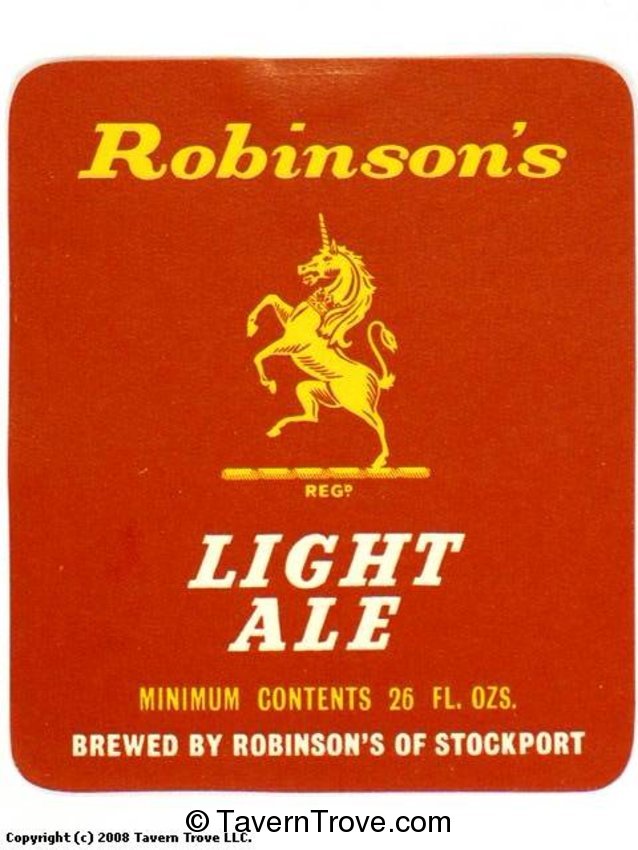 Robinson's
REGD
LIGHT
ALE
MINIMUM CONTENTS 26 FL. OZS.
BREWED BY ROBINSON'S OF STOCKPORT
© TavernTrove.com
Copyright (c) 2008 Tavern Trove LLC.